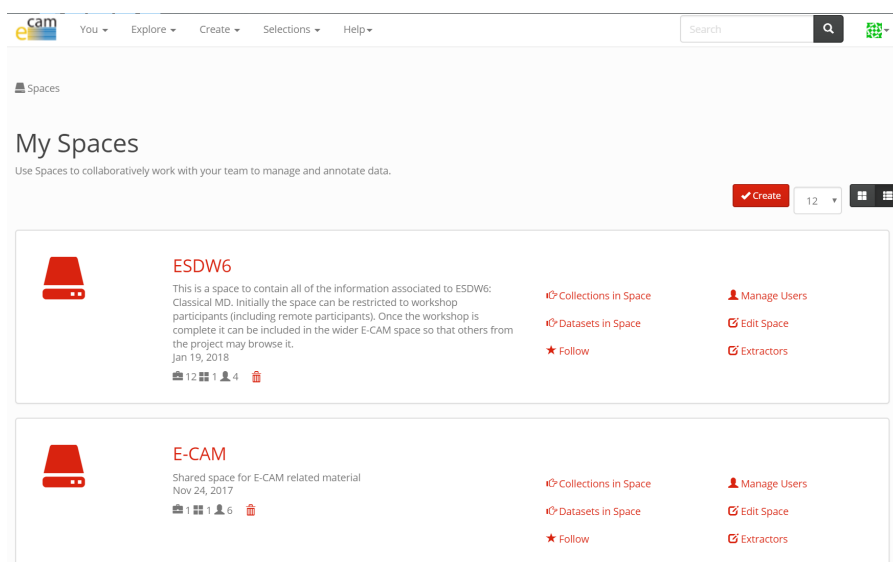 e cam
You Explore Create Selections Help Search
Spaces
My Spaces
Use Spaces to collaboratively work with your team to manage and annotate data.
Create 12
ESDW6
This is a space to contain all of the information associated to ESDW6:
Classical MD. Initially the space can be restricted to workshop
participants (including remote participants). Once the workshop is
complete it can be included in the wider E-CAM space so that others from
the project may browse it.
Jan 19, 2018
12 1 4
Collections in Space
Datasets in Space
Follow
Manage Users
Edit Space
Extractors
E-CAM
Shared space for E-CAM related material
Nov 24, 2017
1 1 6
Collections in Space
Datasets in Space
Follow
Manage Users
Edit Space
Extractors